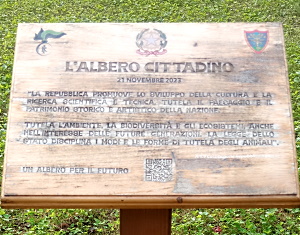 L'ALBERO CITTADINO
21 NOVEMBRE 2023
"LA REPUBBLICA PROMUOVE LO SVILUPPO DELLA CULTURA E LA
RICERCA SCIENTIFICA E TECNICA. TUTELA IL PAESAGGIO E IL
PATRIMONIO STORICO E ARTISTICO DELLA NAZIONE.
TUTELA L'AMBIENTE, LA BIODIVERSITÀ E GLI ECOSISTEMI, ANCHE
NELL'INTERESSE DELLE FUTURE GENERAZIONI. LA LEGGE DELLO
STATO DISCIPLINA I MODI E LE FORME DI TUTELA DEGLI ANIMALI".
UN ALBERO PER IL FUTURO